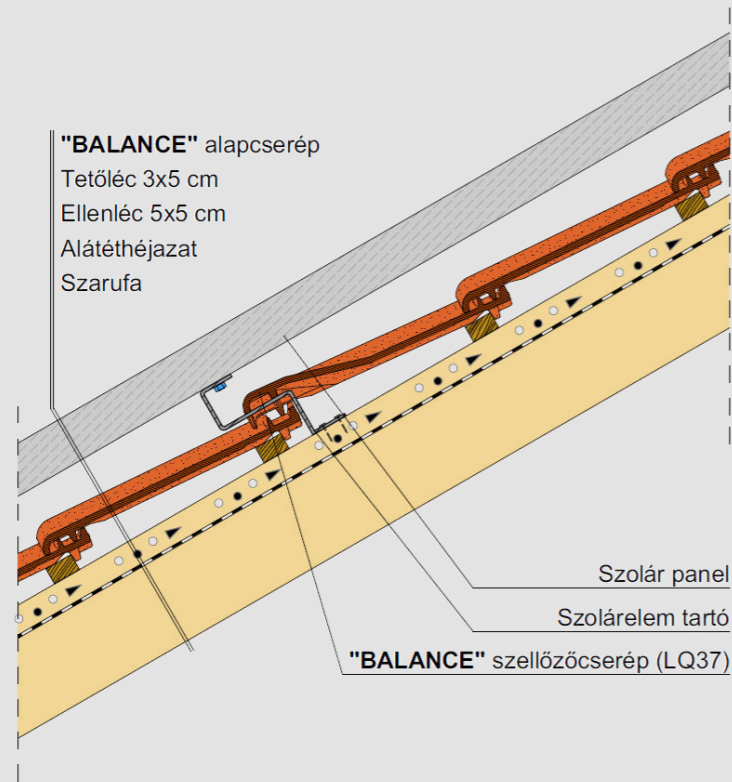 "BALANCE" alapcserép
Tetőléc 3x5 cm
Ellenléc 5x5 cm
Alátéthéjazat
Szarufa
Szolár panel
Szolárelem tartó
"BALANCE" szellőzőcserép (LQ37)